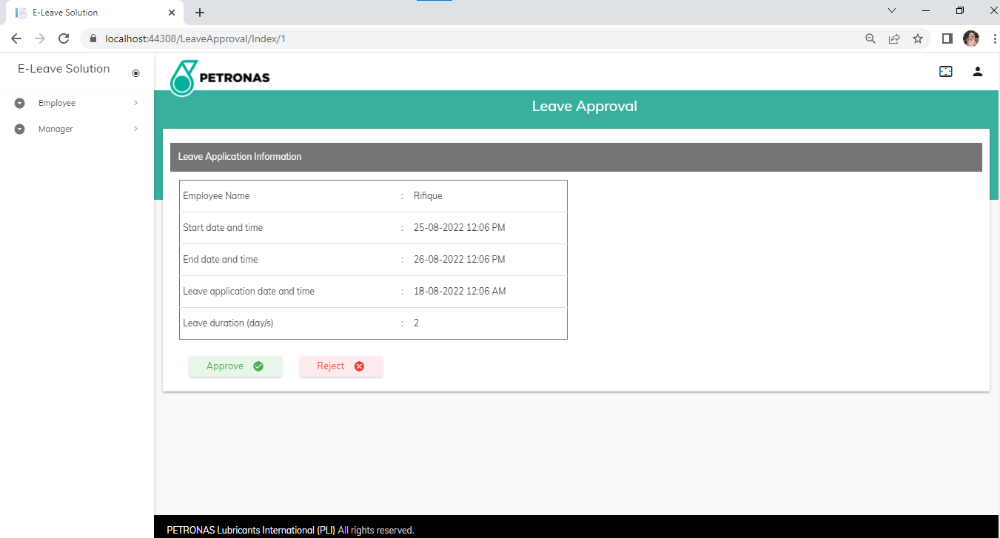 E-Leave Solution
localhost:44308/LeaveApproval/Index/1
E-Leave Solution
Employee
Manager
PETRONAS
Leave Approval
Leave Application Information
Employee Name : Rifique
Start date and time : 25-08-2022 12:06 PM
End date and time : 26-08-2022 12:06 PM
Leave application date and time : 18-08-2022 12:06 AM
Leave duration (day/s) : 2
Approve Reject
PETRONAS Lubricants International (PLI) All rights reserved.